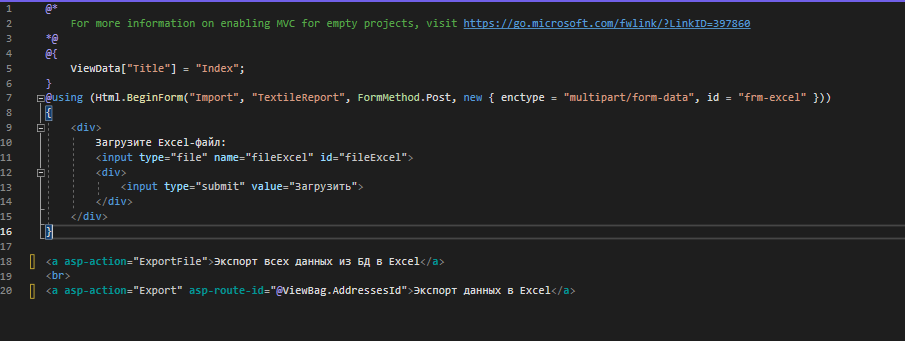 1 @*
2 For more information on enabling MVC for empty projects, visit https://go.microsoft.com/fwlink/?LinkID=397860
3 *@
4 @{
5 ViewData["Title"] = "Index";
6 }
7 @using (Html.BeginForm("Import", "TextileReport", FormMethod.Post, new { enctype = "multipart/form-data", id = "frm-excel" }))
8 {
9 <div>
10 Загрузите Excel-файл:
11 <input type="file" name="fileExcel" id="fileExcel">
12 <div>
13 <input type="submit" value="Загрузить">
14 </div>
15 </div>
16 }
17
18 <a asp-action="ExportFile">Экспорт всех данных из БД в Excel</a>
19 <br>
20 <a asp-action="Export" asp-route-id="@ViewBag.AddressesId">Экспорт данных в Excel</a>